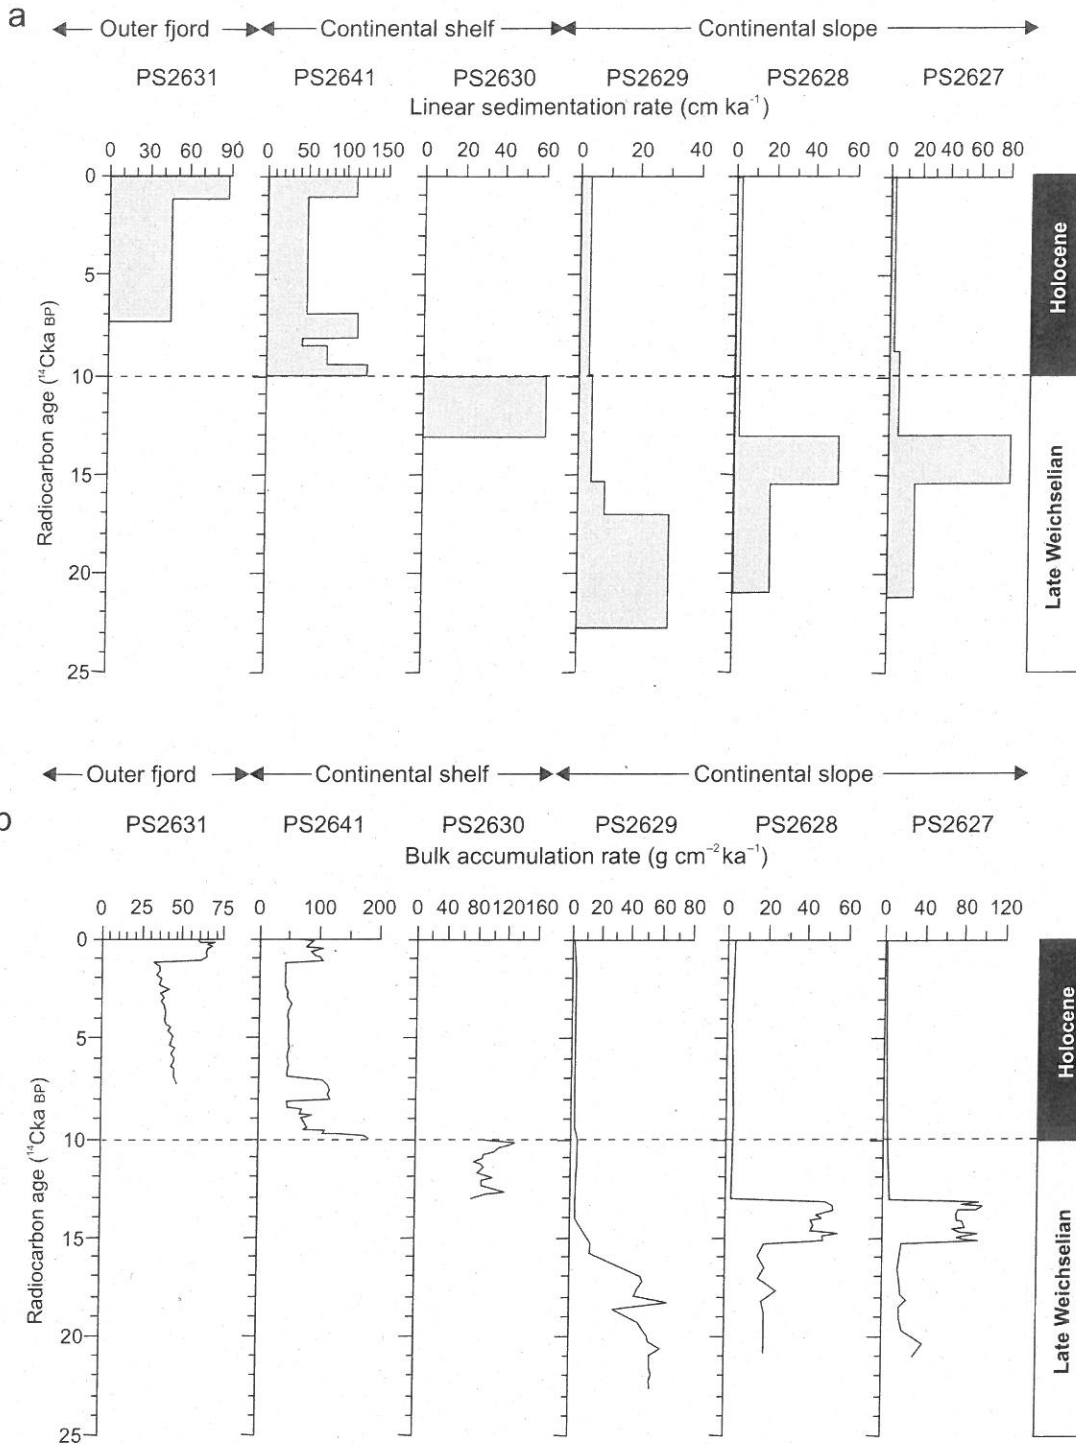 a
Outer fjord Continental shelf Continental slope
PS2631 PS2641 PS2630 PS2629 PS2628 PS2627
Linear sedimentation rate (cm ka⁻¹)
0 30 60 90 0 50 100 150 0 20 40 60 0 20 40 0 20 40 60 0 20 40 60 80
0
5
10
15
20
25
Radiocarbon age (¹⁴Cka BP)
Holocene
Late Weichselian
Outer fjord Continental shelf Continental slope
b
PS2631 PS2641 PS2630 PS2629 PS2628 PS2627
Bulk accumulation rate (g cm⁻²ka⁻¹)
0 25 50 75 0 100 200 0 40 80 120 160 0 20 40 60 80 0 20 40 60 0 40 80 120
0
5
10
15
20
25
Radiocarbon age (¹⁴Cka BP)
Holocene
Late Weichselian